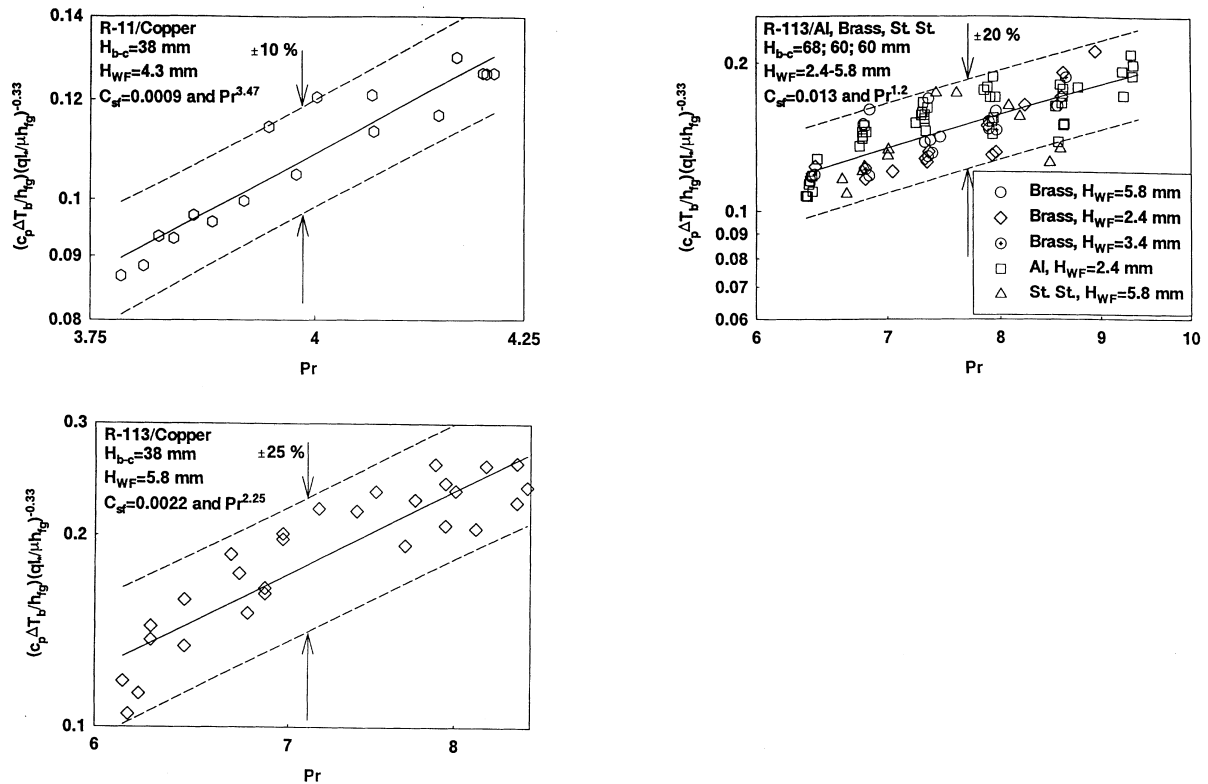 R-11/Copper
H_b-c=38 mm
H_WF=4.3 mm
C_sf=0.0009 and Pr^3.47
±10 %
0.14
0.12
0.1
0.09
0.08
3.75
4
4.25
Pr
(c_pΔT_b/h_fg)(qL/μh_fg)^-0.33
R-113/Al, Brass, St. St.
H_b-c=68; 60; 60 mm
H_WF=2.4-5.8 mm
C_sf=0.013 and Pr^1.2
±20 %
0.2
0.1
0.09
0.08
0.07
0.06
6
7
8
9
10
Pr
(c_pΔT_b/h_fg)(qL/μh_fg)^-0.33
Brass, H_WF=5.8 mm
Brass, H_WF=2.4 mm
Brass, H_WF=3.4 mm
Al, H_WF=2.4 mm
St. St., H_WF=5.8 mm
R-113/Copper
H_b-c=38 mm
H_WF=5.8 mm
C_sf=0.0022 and Pr^2.25
±25 %
0.3
0.2
0.1
6
7
8
Pr
(c_pΔT_b/h_fg)(qL/μh_fg)^-0.33